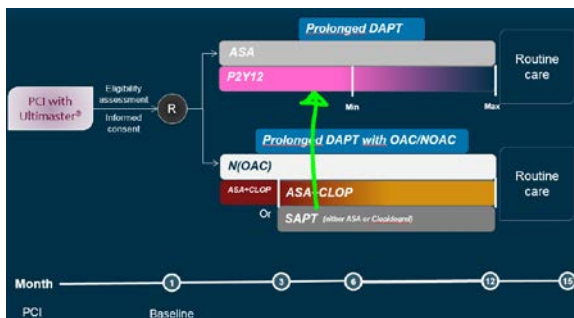 Prolonged DAPT
ASA
P2Y12
Min
Max
Routine
care
PCI with
Ultimaster®
Eligibility
assessment
Informed
consent
R
Prolonged DAPT with OAC/NOAC
N(OAC)
ASA+CLOP
ASA+CLOP
Or
SAPT (either ASA or Clopidogrel)
Routine
care
Month
1
3
6
12
15
PCI
Baseline